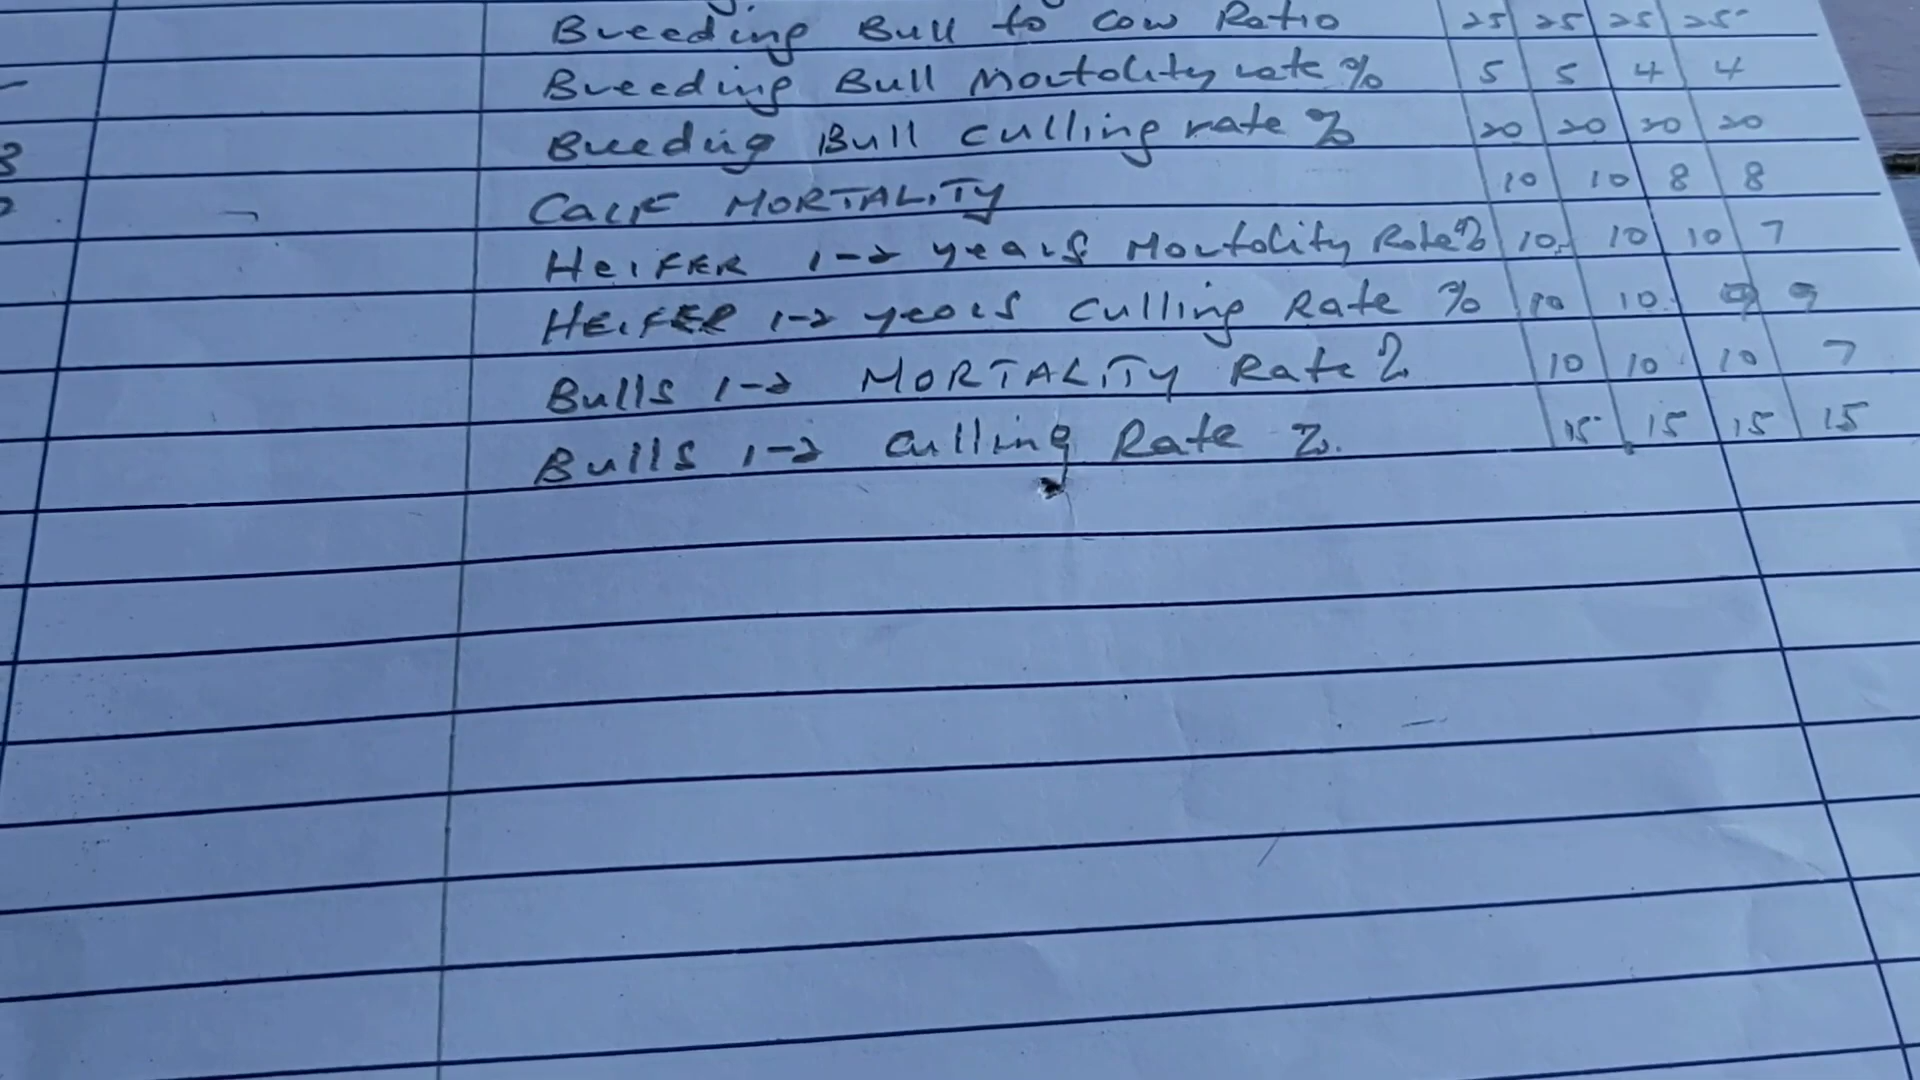 Breeding Bull to Cow Ratio 25 25 25 25
Breeding Bull Mortality rate % 5 5 4 4
Breeding Bull culling rate % 20 20 20 20
CALF MORTALITY 10 10 8 8
HEIFER 1-2 years Mortality Rate % 10 10 10 7
HEIFER 1-2 years Culling Rate % 10 10 9 9
Bulls 1-2 MORTALITY Rate % 10 10 10 7
Bulls 1-2 Culling Rate %. 15 15 15 15